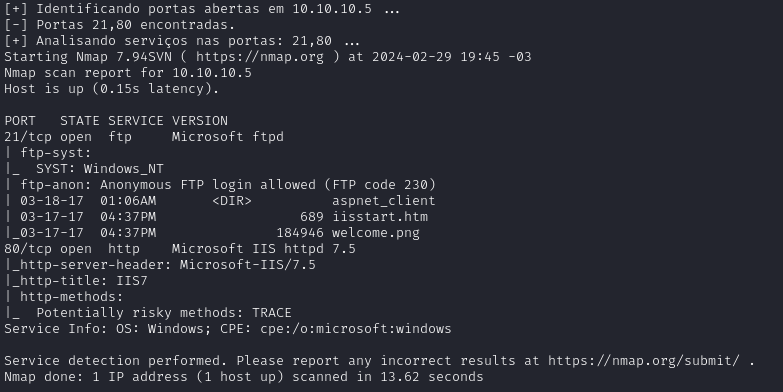 [+] Identificando portas abertas em 10.10.10.5 ...
[-] Portas 21,80 encontradas.
[+] Analisando serviços nas portas: 21,80 ...
Starting Nmap 7.94SVN ( https://nmap.org ) at 2024-02-29 19:45 -03
Nmap scan report for 10.10.10.5
Host is up (0.15s latency).

PORT   STATE SERVICE VERSION
21/tcp open  ftp     Microsoft ftpd
| ftp-syst:
|_  SYST: Windows_NT
| ftp-anon: Anonymous FTP login allowed (FTP code 230)
| 03-18-17  01:06AM       <DIR>          aspnet_client
| 03-17-17  04:37PM                  689 iisstart.htm
|_03-17-17  04:37PM               184946 welcome.png
80/tcp open  http    Microsoft IIS httpd 7.5
|_http-server-header: Microsoft-IIS/7.5
|_http-title: IIS7
| http-methods:
|_  Potentially risky methods: TRACE
Service Info: OS: Windows; CPE: cpe:/o:microsoft:windows

Service detection performed. Please report any incorrect results at https://nmap.org/submit/ .
Nmap done: 1 IP address (1 host up) scanned in 13.62 seconds